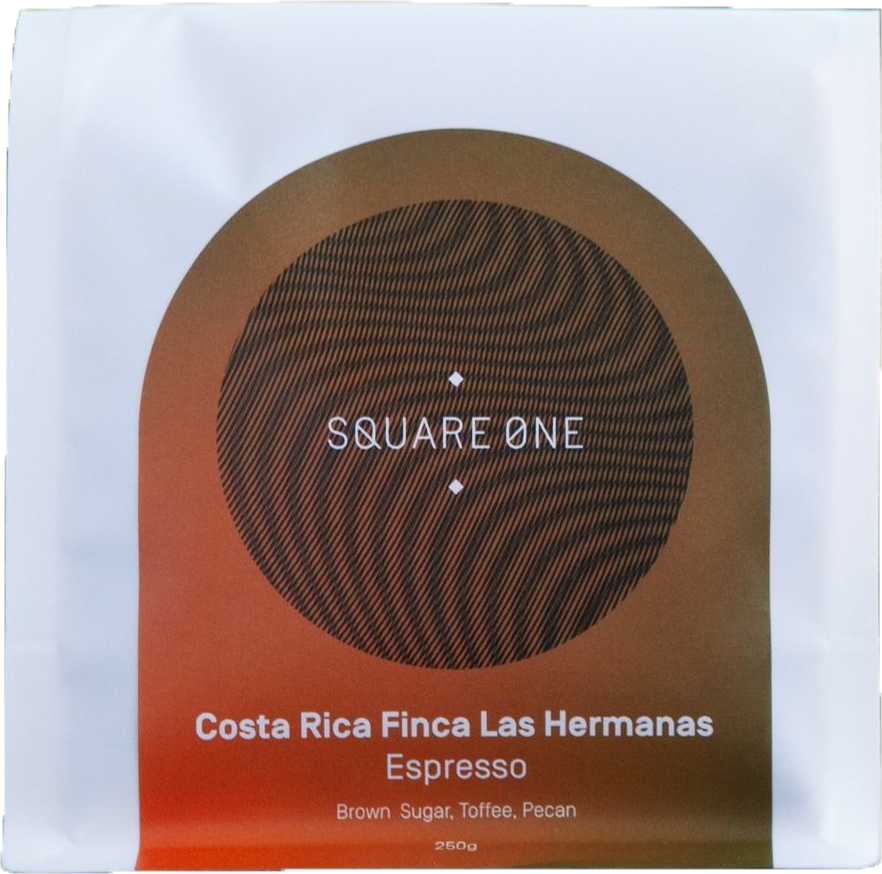 SQUARE ØNE
Costa Rica Finca Las Hermanas
Espresso
Brown Sugar, Toffee, Pecan
250g